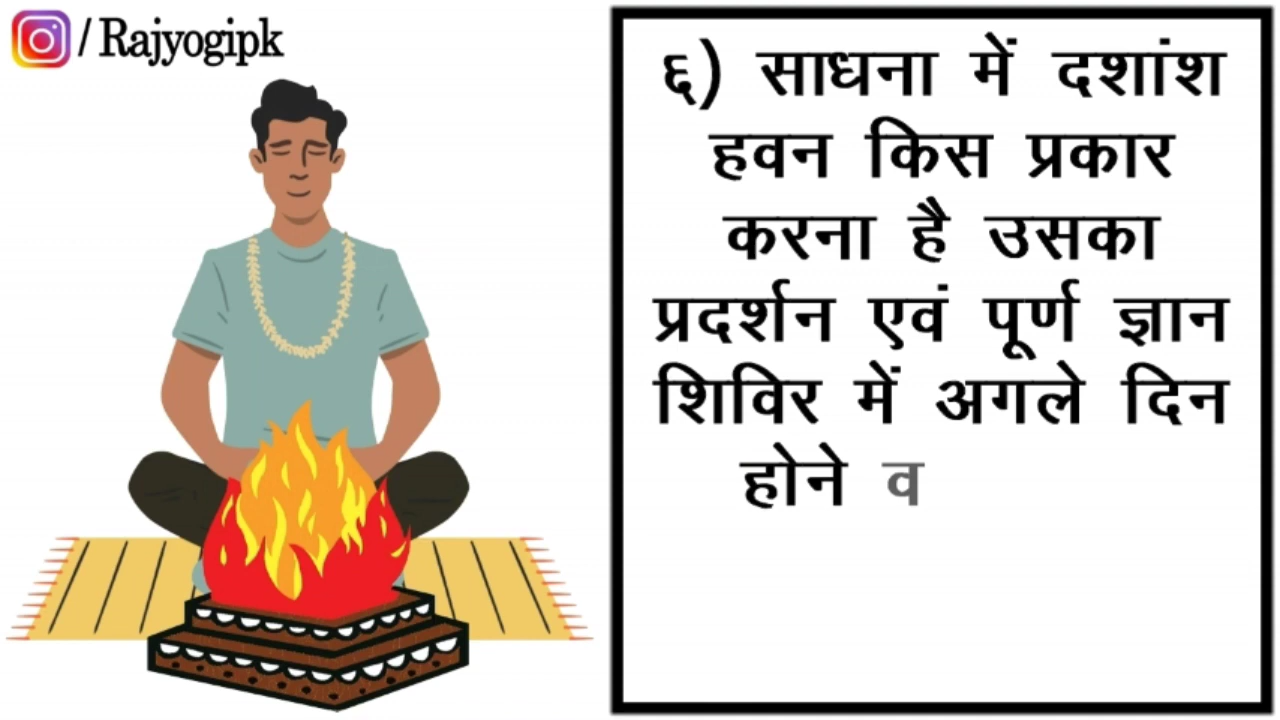 / Rajyogipk
६) साधना में दशांश
हवन किस प्रकार
करना है उसका
प्रदर्शन एवं पूर्ण ज्ञान
शिविर में अगले दिन
होने व